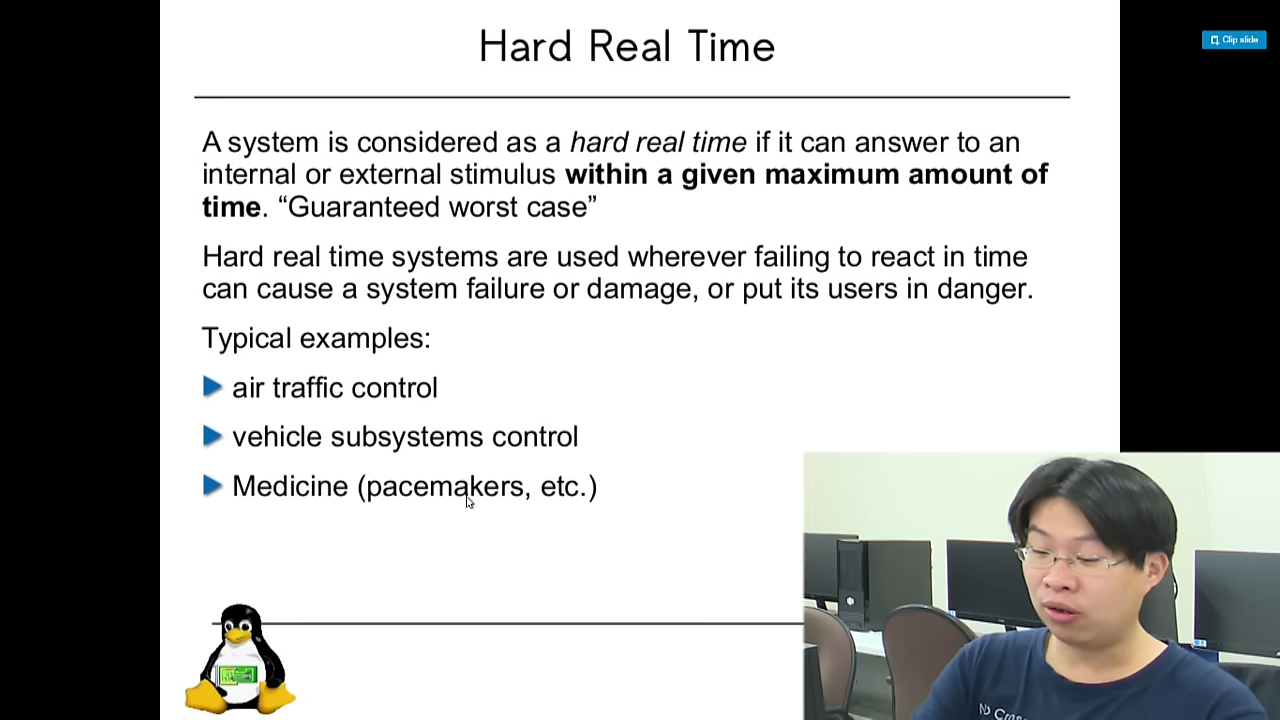 Hard Real Time
Clip slide
A system is considered as a hard real time if it can answer to an
internal or external stimulus within a given maximum amount of
time. “Guaranteed worst case”
Hard real time systems are used wherever failing to react in time
can cause a system failure or damage, or put its users in danger.
Typical examples:
air traffic control
vehicle subsystems control
Medicine (pacemakers, etc.)